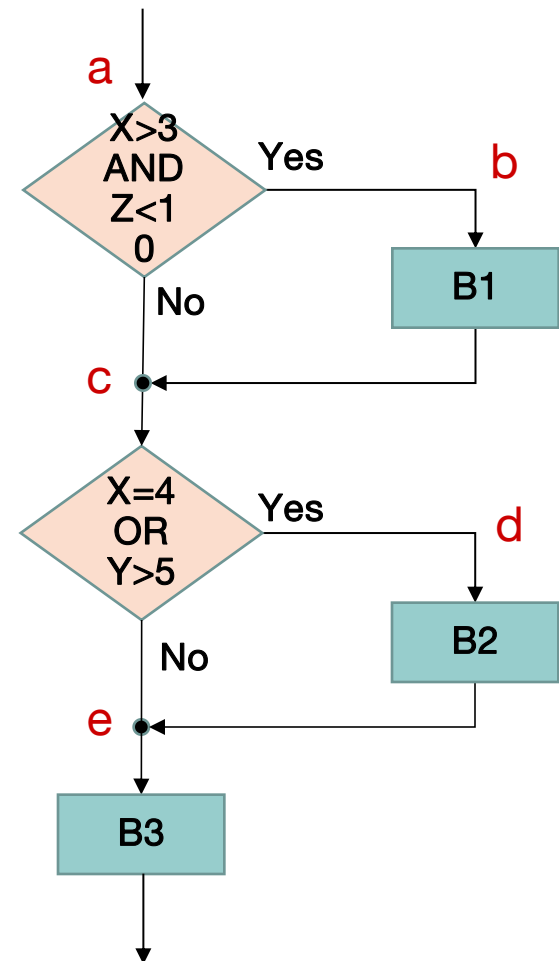 a
X>3
AND
Z<1
0
Yes
b
B1
No
c
X=4
OR
Y>5
Yes
d
B2
No
e
B3